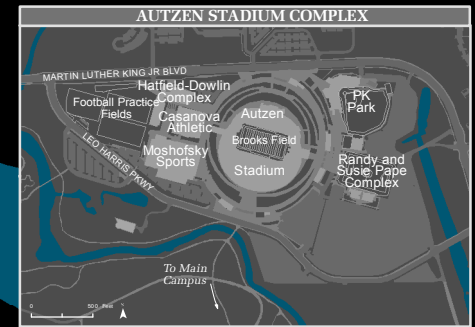 AUTZEN STADIUM COMPLEX
MARTIN LUTHER KING JR BLVD
Hatfield-Dowlin
Complex
Football Practice
Fields
Casanova
Athletic
Moshofsky
Sports
LEO HARRIS PKWY
Autzen
Brooks Field
Stadium
PK
Park
Randy and
Susie Pape
Complex
To Main
Campus
0 500 Feet
N